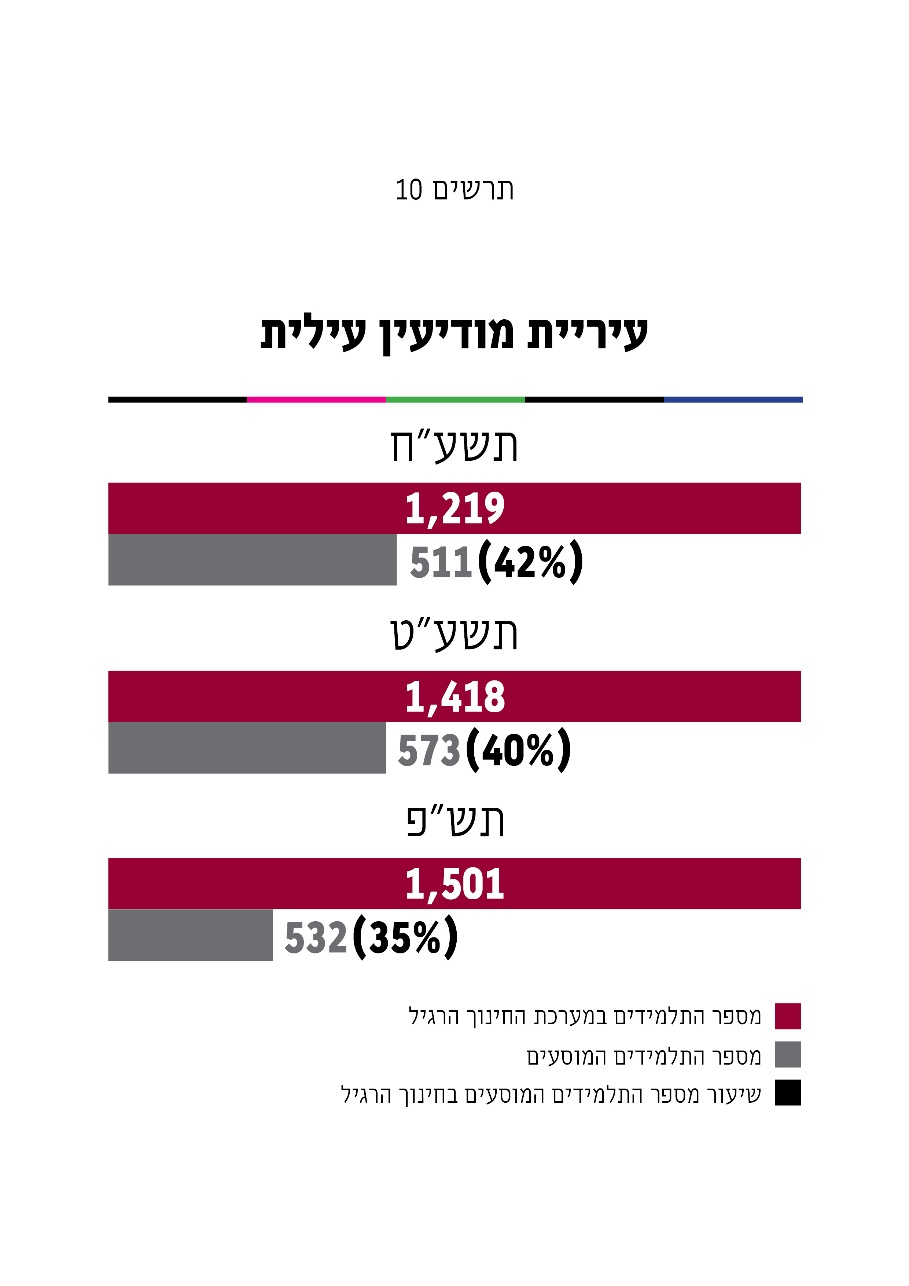 תרשים 10
עיריית מודיעין עילית
תשע"ח
1,219
511 (42%)
תשע"ט
1,418
573 (40%)
תש"פ
1,501
532 (35%)
מספר התלמידים במערכת החינוך הרגיל
מספר התלמידים המוסעים
שיעור מספר התלמידים המוסעים בחינוך הרגיל